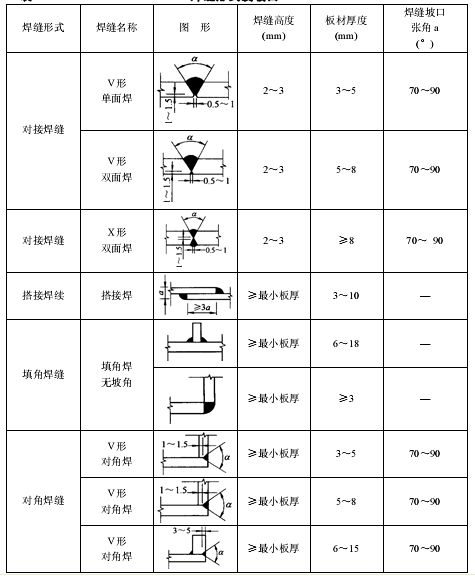 焊缝形式 焊缝名称 图 形 焊缝高度 (mm) 板材厚度 (mm) 焊缝坡口 张角a (°)
对接焊缝
V形
单面焊
α
1～1.5
0.5～1
2～3 3～5 70～90
V形
双面焊
α
1～1.5
0.5～1
2～3 5～8 70～90
对接焊缝
X形
双面焊
α
1～1.5
0.5～1
2～3 ≥8 70～ 90
搭接焊续 搭接焊
a
≥3a
≥最小板厚 3～10 —
填角焊缝
填角焊
无坡角
≥最小板厚 6～18 —
≥最小板厚 ≥3 —
对角焊缝
V形
对角焊
1～1.5
α
≥最小板厚 3～5 70～90
V形
对角焊
1～1.5
α
≥最小板厚 5～8 70～90
V形
对角焊
3～5
α
≥最小板厚 6～15 70～90